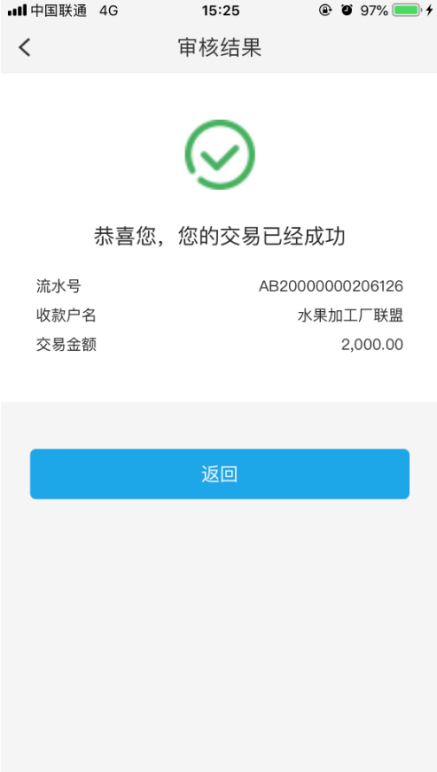 中国联通 4G 15:25 97%
审核结果
恭喜您，您的交易已经成功
流水号 AB20000000206126
收款户名 水果加工厂联盟
交易金额 2,000.00
返回